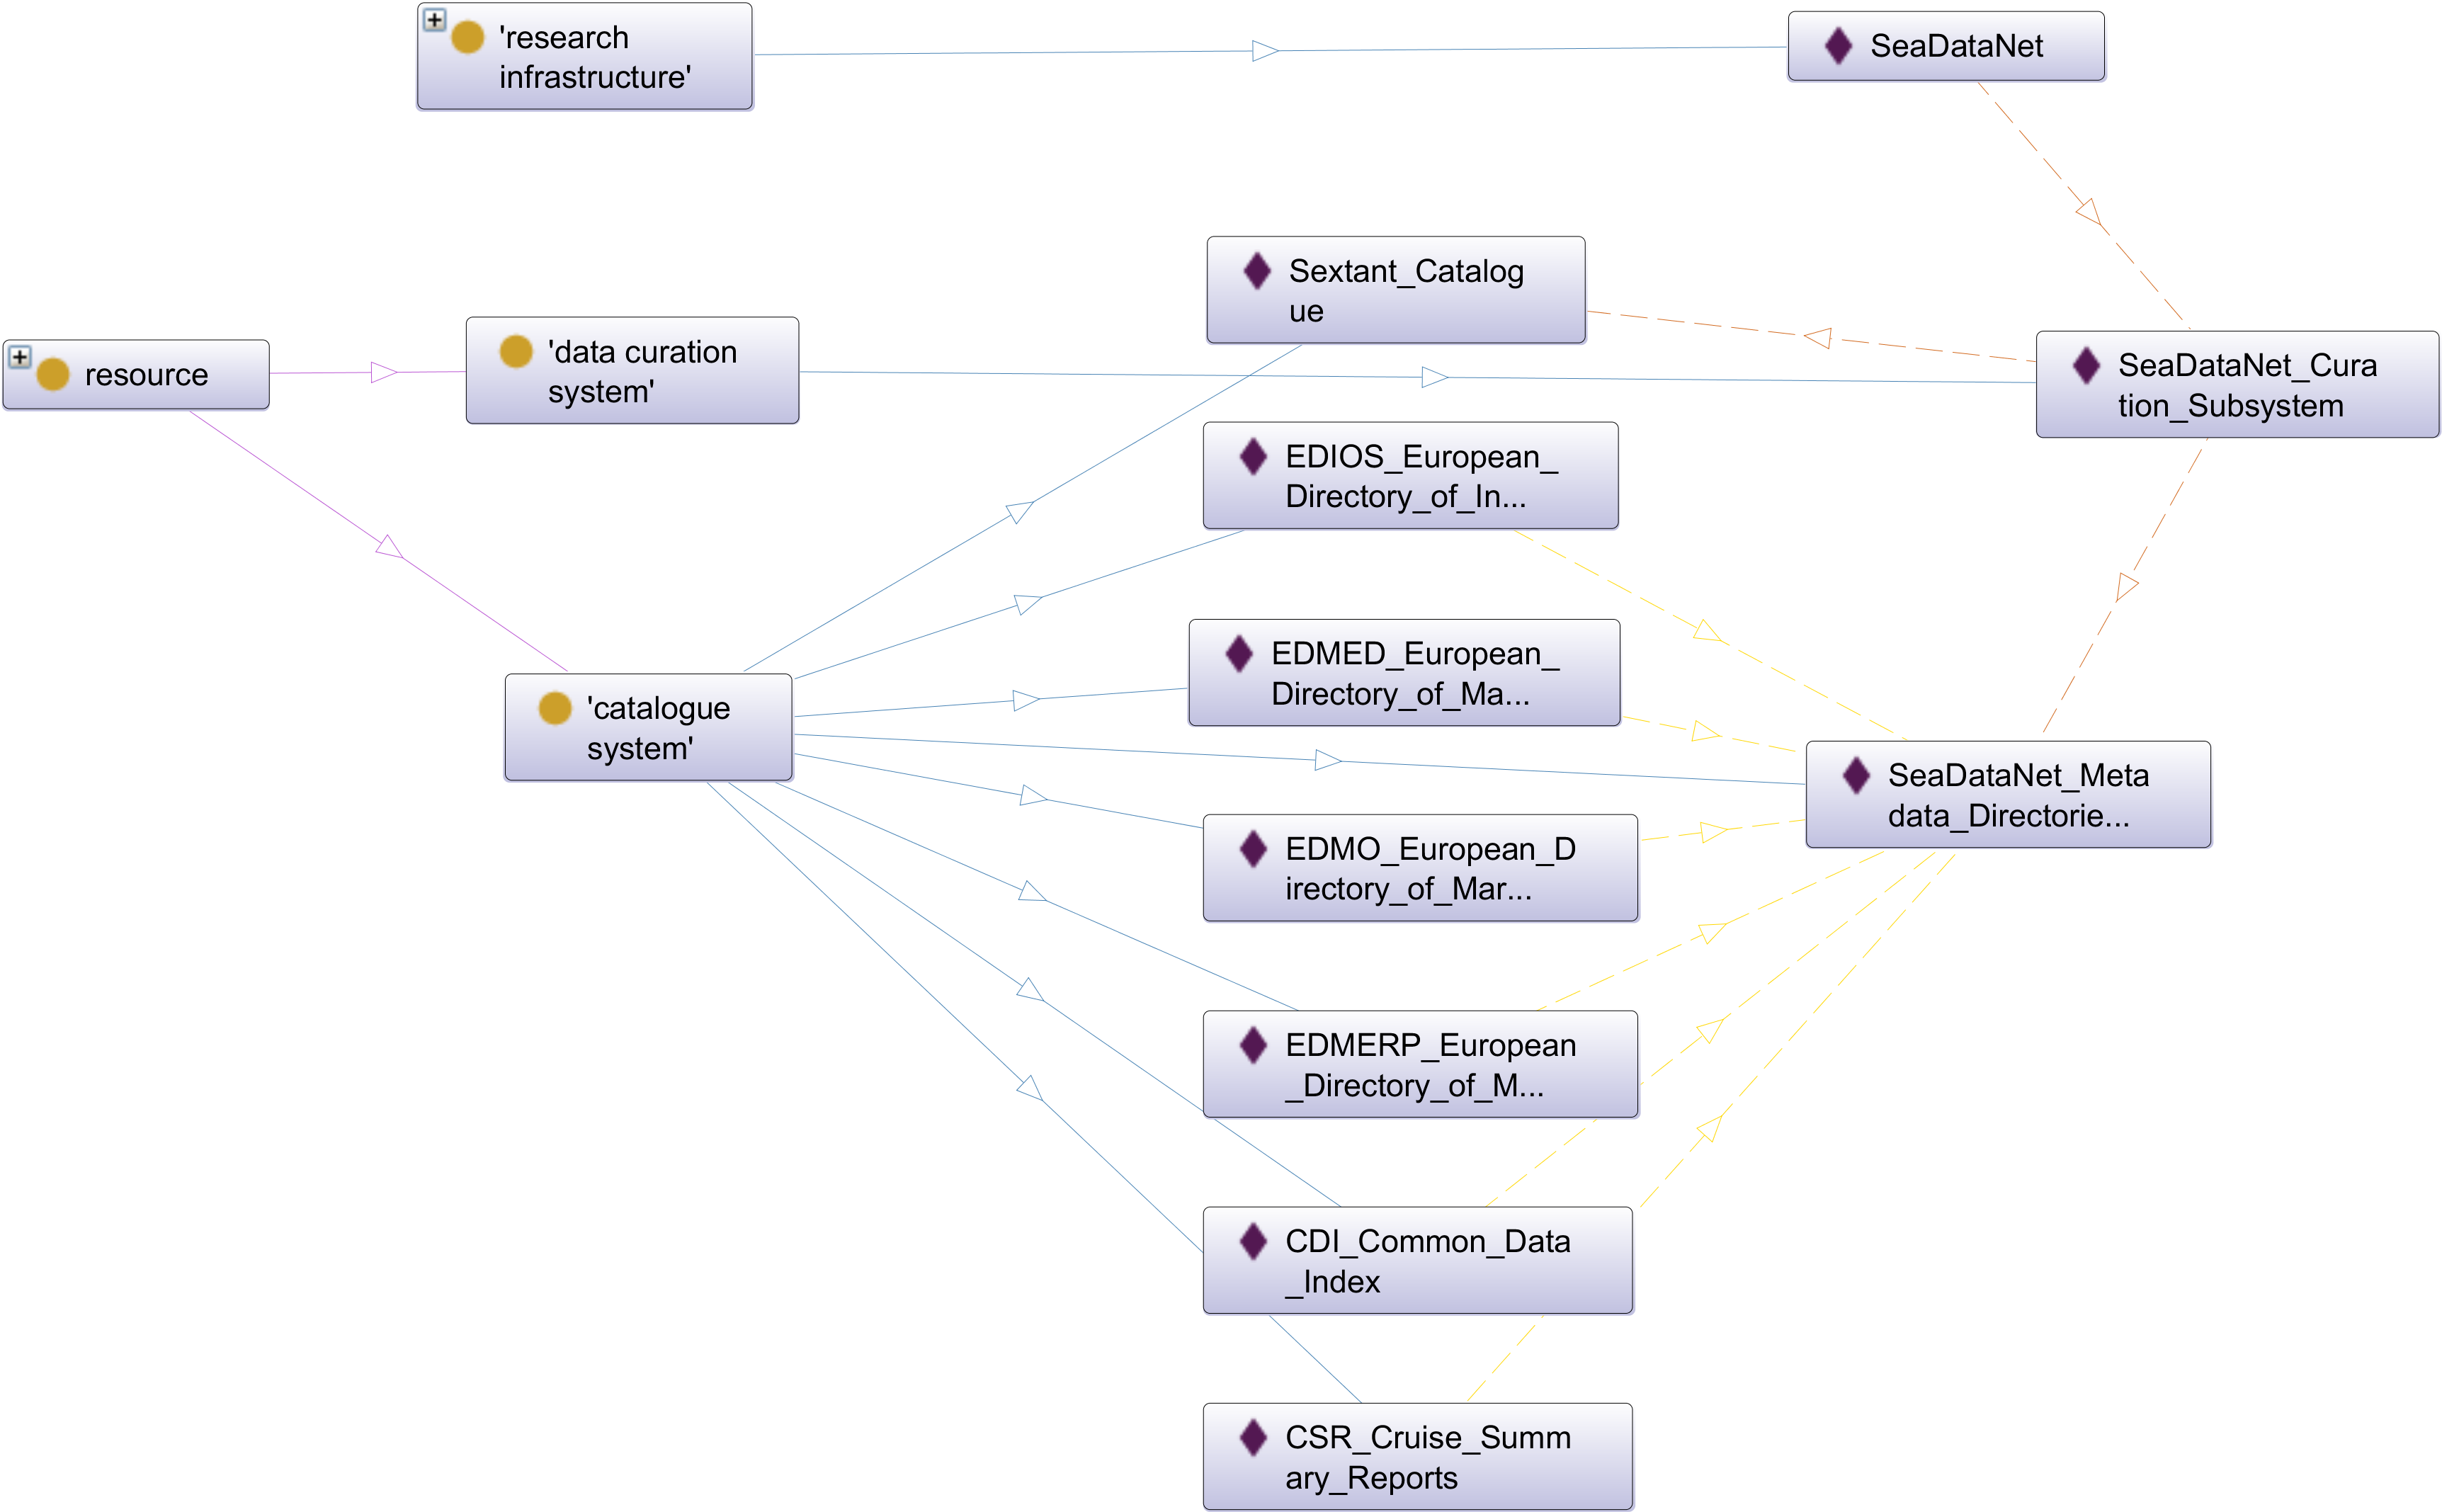 'research
infrastructure'
SeaDataNet
Sextant_Catalog
ue
resource
'data curation
system'
SeaDataNet_Cura
tion_Subsystem
EDIOS_European_
Directory_of_In...
EDMED_European_
Directory_of_Ma...
'catalogue
system'
SeaDataNet_Meta
data_Directorie...
EDMO_European_D
irectory_of_Mar...
EDMERP_European
_Directory_of_M...
CDI_Common_Data
_Index
CSR_Cruise_Summ
ary_Reports